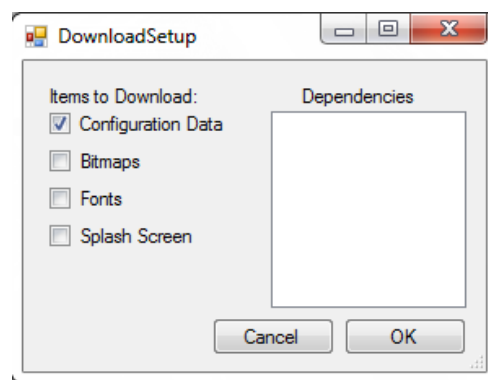 DownloadSetup
Items to Download:
Dependencies
Configuration Data
Bitmaps
Fonts
Splash Screen
Cancel
OK